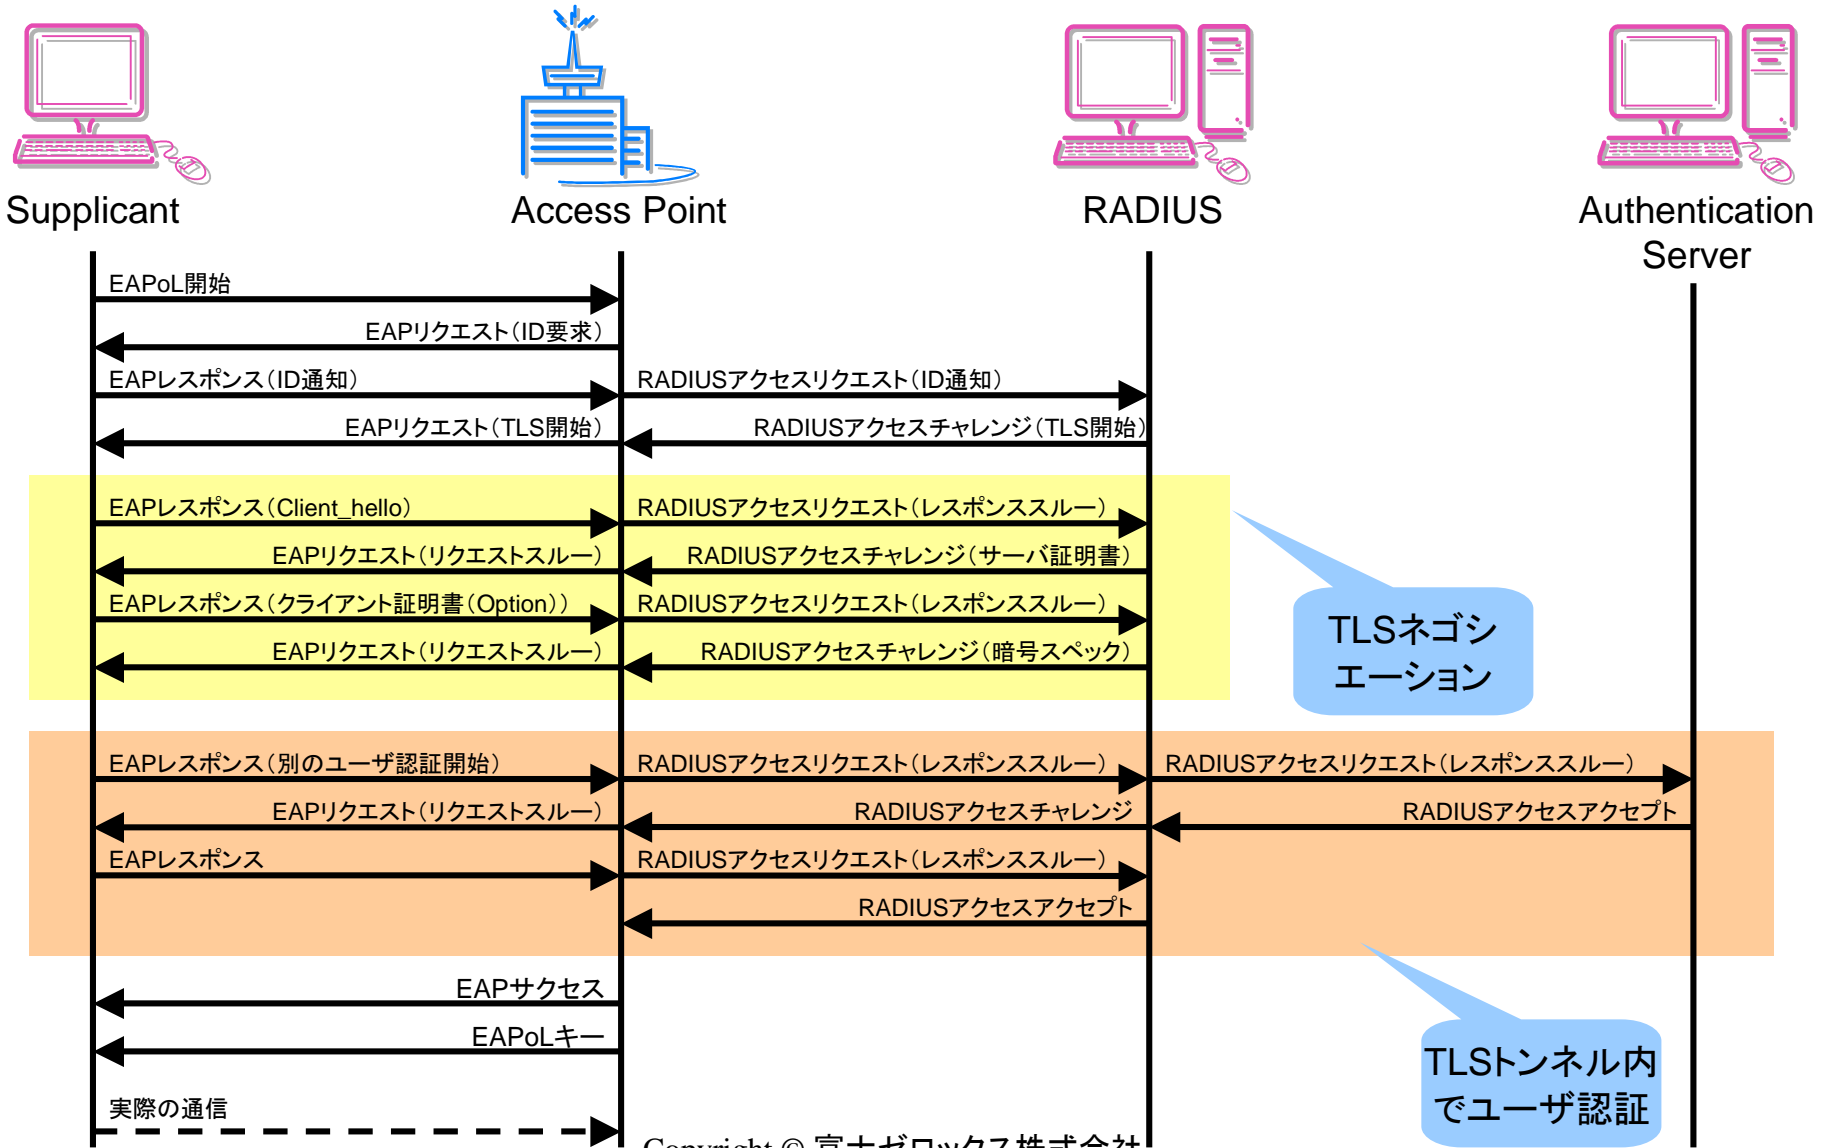 Supplicant
Access Point
RADIUS
Authentication
Server
EAPoL開始
EAPリクエスト（ID要求）
EAPレスポンス（ID通知）
RADIUSアクセスリクエスト（ID通知）
EAPリクエスト（TLS開始）
RADIUSアクセスチャレンジ（TLS開始）
EAPレスポンス（Client_hello）
RADIUSアクセスリクエスト（レスポンススルー）
EAPリクエスト（リクエストスルー）
RADIUSアクセスチャレンジ（サーバ証明書）
EAPレスポンス（クライアント証明書（Option））
RADIUSアクセスリクエスト（レスポンススルー）
EAPリクエスト（リクエストスルー）
RADIUSアクセスチャレンジ（暗号スペック）
TLSネゴシ
エーション
EAPレスポンス（別のユーザ認証開始）
RADIUSアクセスリクエスト（レスポンススルー）
RADIUSアクセスリクエスト（レスポンススルー）
EAPリクエスト（リクエストスルー）
RADIUSアクセスチャレンジ
RADIUSアクセスアクセプト
EAPレスポンス
RADIUSアクセスリクエスト（レスポンススルー）
RADIUSアクセスアクセプト
EAPサクセス
EAPoLキー
TLSトンネル内
でユーザ認証
実際の通信
Copyright © 富士ゼロックス株式会社